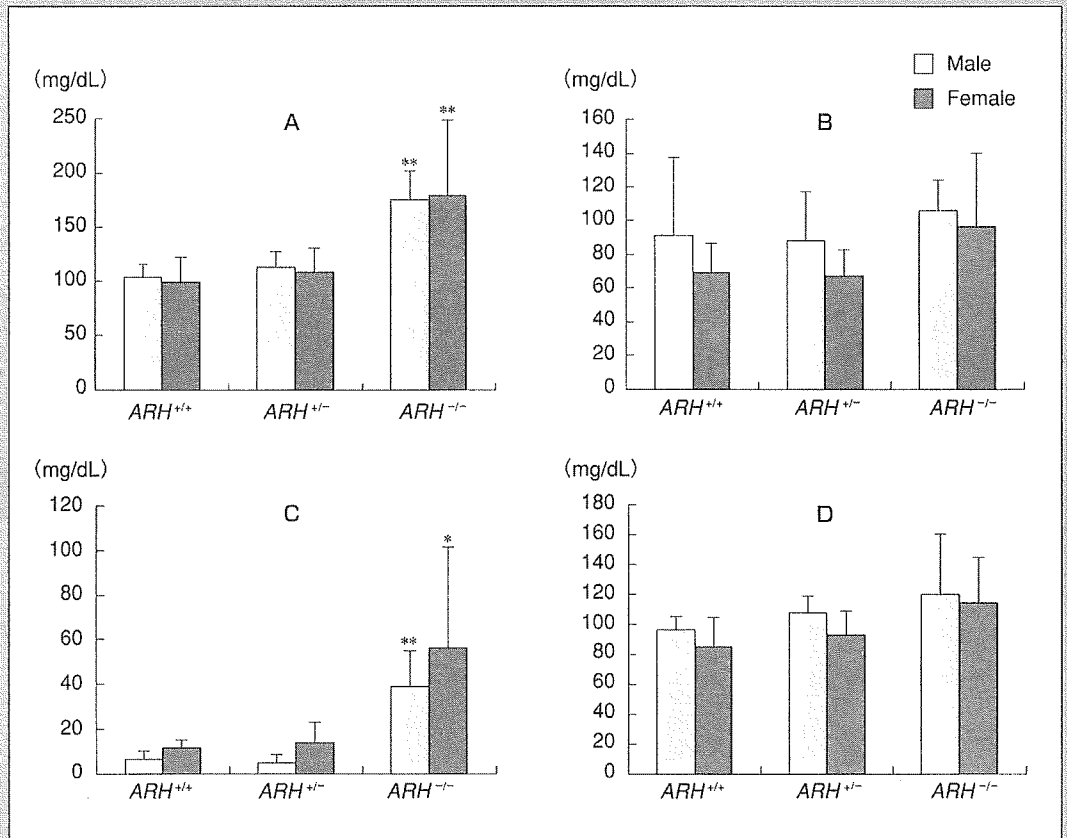 Male
Female
(mg/dL)
A
250
200
150
100
50
0
**
**
ARH+/+
ARH+/−
ARH−/−
(mg/dL)
B
160
140
120
100
80
60
40
20
0
ARH+/+
ARH+/−
ARH−/−
(mg/dL)
C
120
100
80
60
40
20
0
**
*
ARH+/+
ARH+/−
ARH−/−
(mg/dL)
D
180
160
140
120
100
80
60
40
20
0
ARH+/+
ARH+/−
ARH−/−